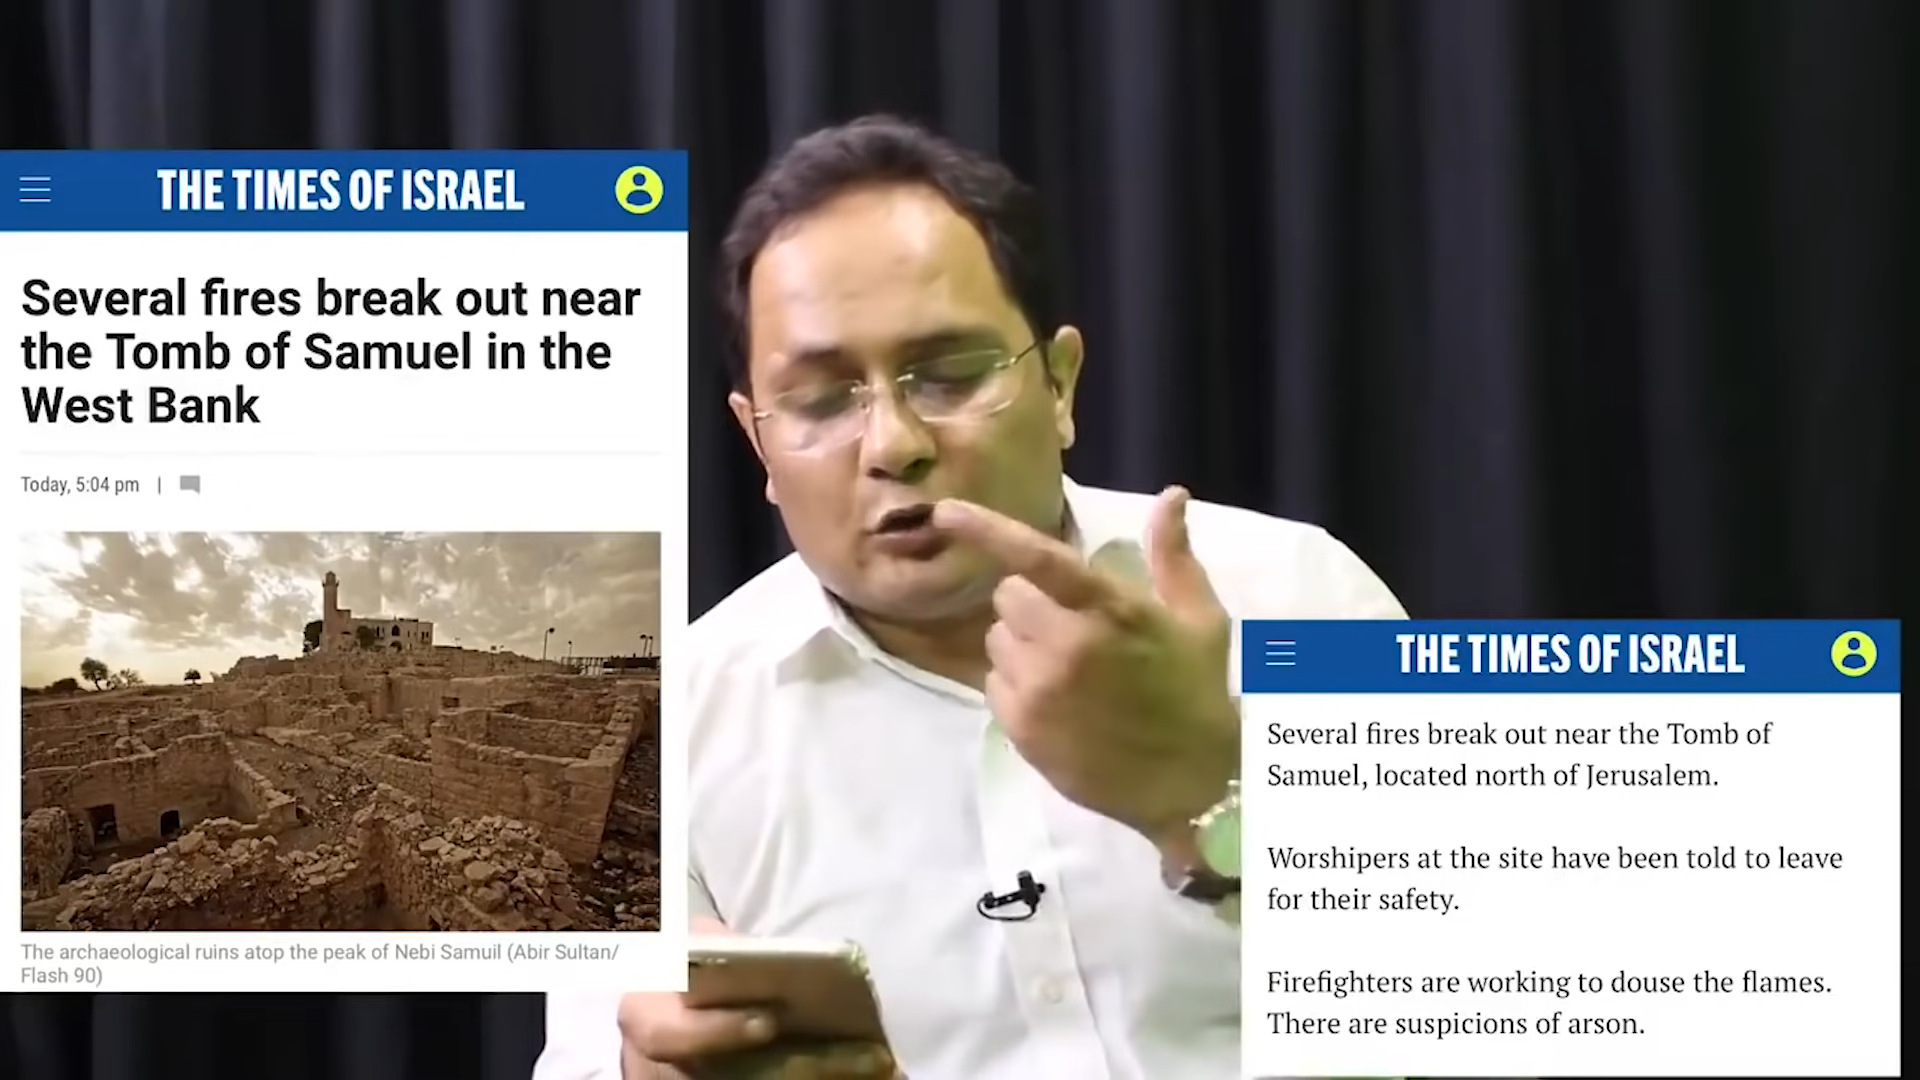 THE TIMES OF ISRAEL
Several fires break out near
the Tomb of Samuel in the
West Bank
Today, 5:04 pm |
The archaeological ruins atop the peak of Nebi Samuil (Abir Sultan/
Flash 90)
THE TIMES OF ISRAEL
Several fires break out near the Tomb of
Samuel, located north of Jerusalem.
Worshipers at the site have been told to leave
for their safety.
Firefighters are working to douse the flames.
There are suspicions of arson.